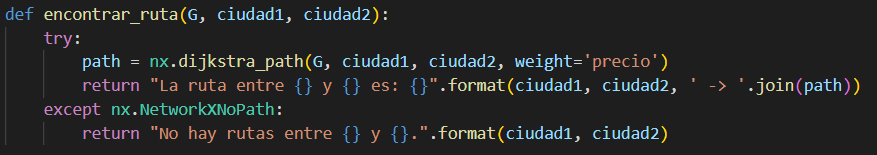 def encontrar_ruta(G, ciudad1, ciudad2):
    try:
        path = nx.dijkstra_path(G, ciudad1, ciudad2, weight='precio')
        return "La ruta entre {} y {} es: {}".format(ciudad1, ciudad2, ' -> '.join(path))
    except nx.NetworkXNoPath:
        return "No hay rutas entre {} y {}.".format(ciudad1, ciudad2)